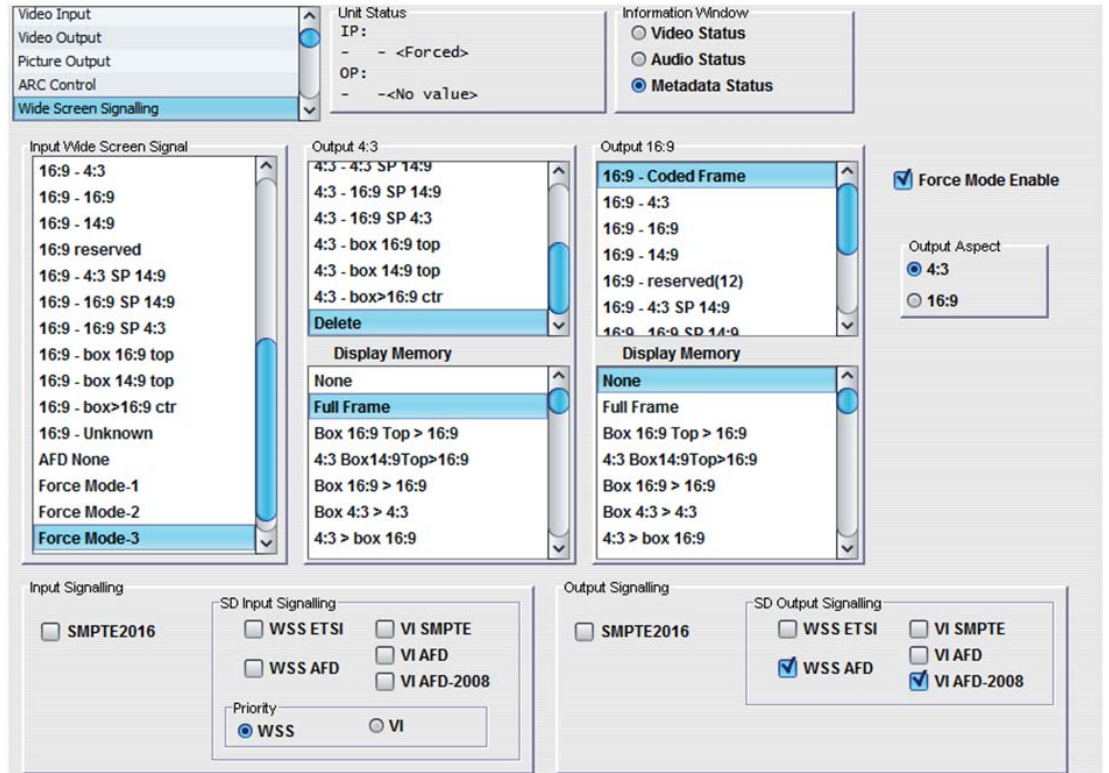 Video Input
Video Output
Picture Output
ARC Control
Wide Screen Signalling
Unit Status
IP:
-   - <Forced>
OP:
-   -<No value>
Information Window
Video Status
Audio Status
Metadata Status
Input Wide Screen Signal
16:9 - 4:3
16:9 - 16:9
16:9 - 14:9
16:9 reserved
16:9 - 4:3 SP 14:9
16:9 - 16:9 SP 14:9
16:9 - 16:9 SP 4:3
16:9 - box 16:9 top
16:9 - box 14:9 top
16:9 - box>16:9 ctr
16:9 - Unknown
AFD None
Force Mode-1
Force Mode-2
Force Mode-3
Output 4:3
4:3 - 4:3 SP 14:9
4:3 - 16:9 SP 14:9
4:3 - 16:9 SP 4:3
4:3 - box 16:9 top
4:3 - box 14:9 top
4:3 - box>16:9 ctr
Delete
Display Memory
None
Full Frame
Box 16:9 Top > 16:9
4:3 Box14:9Top>16:9
Box 16:9 > 16:9
Box 4:3 > 4:3
4:3 > box 16:9
Output 16:9
16:9 - Coded Frame
16:9 - 4:3
16:9 - 16:9
16:9 - 14:9
16:9 - reserved(12)
16:9 - 4:3 SP 14:9
16:9 - 16:9 SP 14:9
Display Memory
None
Full Frame
Box 16:9 Top > 16:9
4:3 Box14:9Top>16:9
Box 16:9 > 16:9
Box 4:3 > 4:3
4:3 > box 16:9
Force Mode Enable
Output Aspect
4:3
16:9
Input Signalling
SMPTE2016
SD Input Signalling
WSS ETSI
VI SMPTE
WSS AFD
VI AFD
VI AFD-2008
Priority
WSS
VI
Output Signalling
SMPTE2016
SD Output Signalling
WSS ETSI
VI SMPTE
WSS AFD
VI AFD
VI AFD-2008